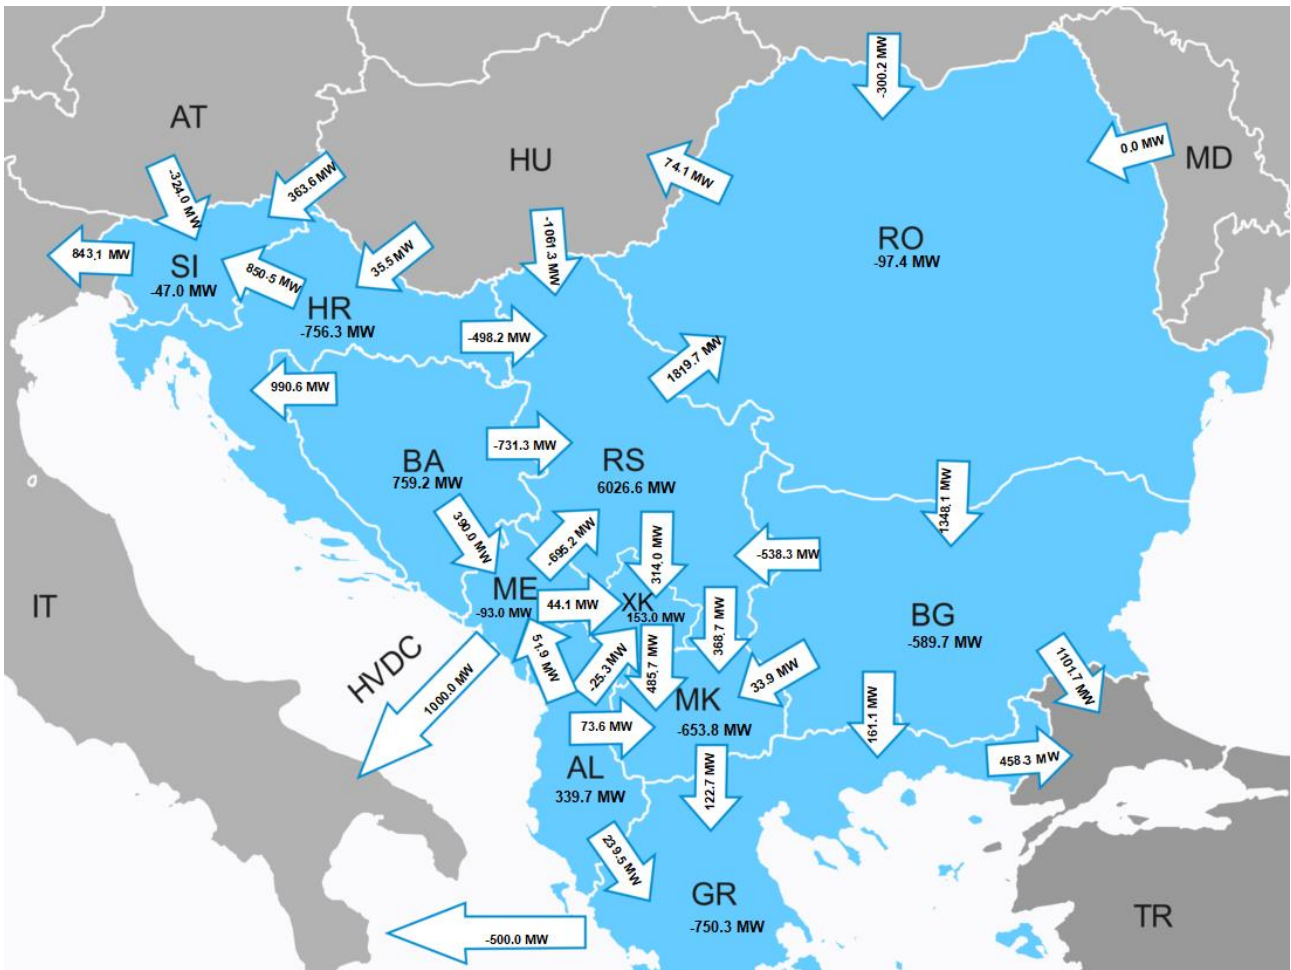 -300.2 MW
AT
0.0 MW
HU
MD
74.1 MW
-324.0 MW
363.6 MW
RO
-97.4 MW
843.1 MW
SI
-47.0 MW
850.5 MW
35.5 MW
-1061.3 MW
HR
-756.3 MW
-498.2 MW
1819.7 MW
990.6 MW
-731.3 MW
BA
759.2 MW
RS
6026.6 MW
1348.1 MW
390.0 MW
-695.2 MW
314.0 MW
-538.3 MW
ME
-93.0 MW
44.1 MW
XK
153.0 MW
368.7 MW
BG
-589.7 MW
IT
HVDC
1000.0 MW
51.9 MW
-25.3 MW
485.7 MW
33.9 MW
1101.7 MW
MK
-653.8 MW
73.6 MW
161.1 MW
458.3 MW
AL
339.7 MW
122.7 MW
239.5 MW
GR
-750.3 MW
TR
-500.0 MW